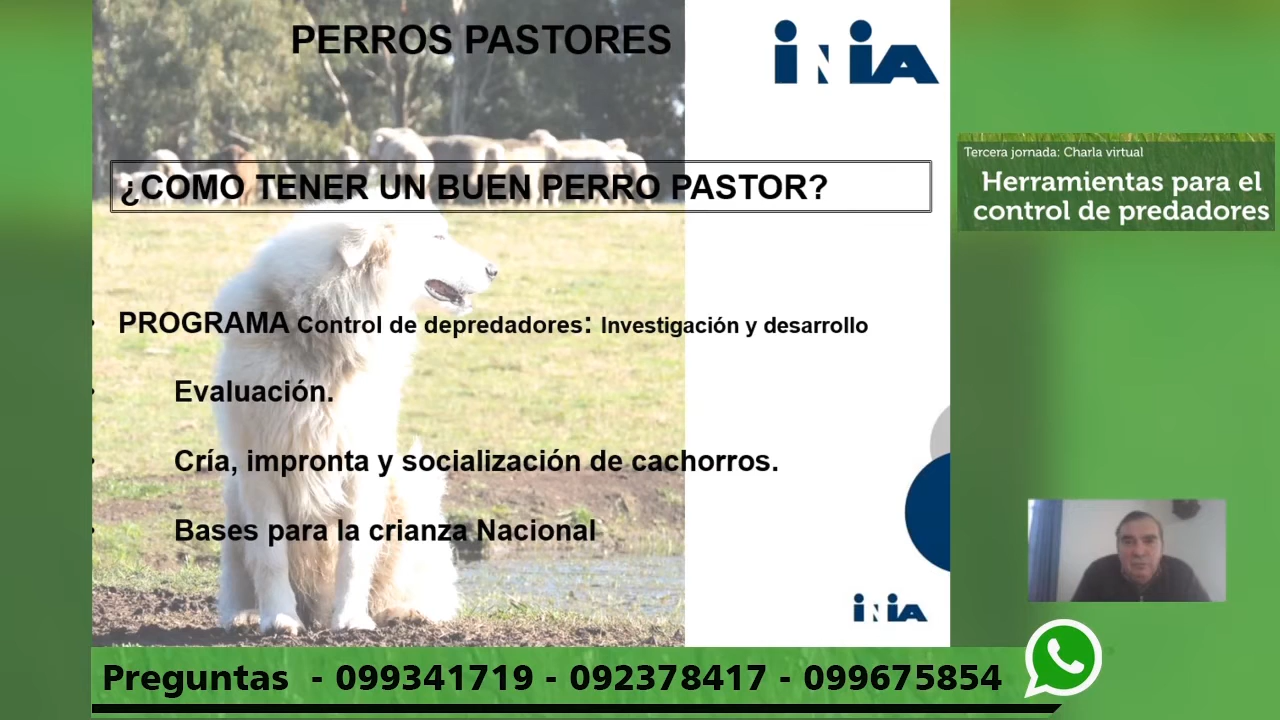 PERROS PASTORES
INIA
¿COMO TENER UN BUEN PERRO PASTOR?
PROGRAMA Control de depredadores: Investigación y desarrollo
Evaluación.
Cría, impronta y socialización de cachorros.
Bases para la crianza Nacional
INIA
Tercera jornada: Charla virtual
Herramientas para el
control de predadores
Preguntas - 099341719 - 092378417 - 099675854